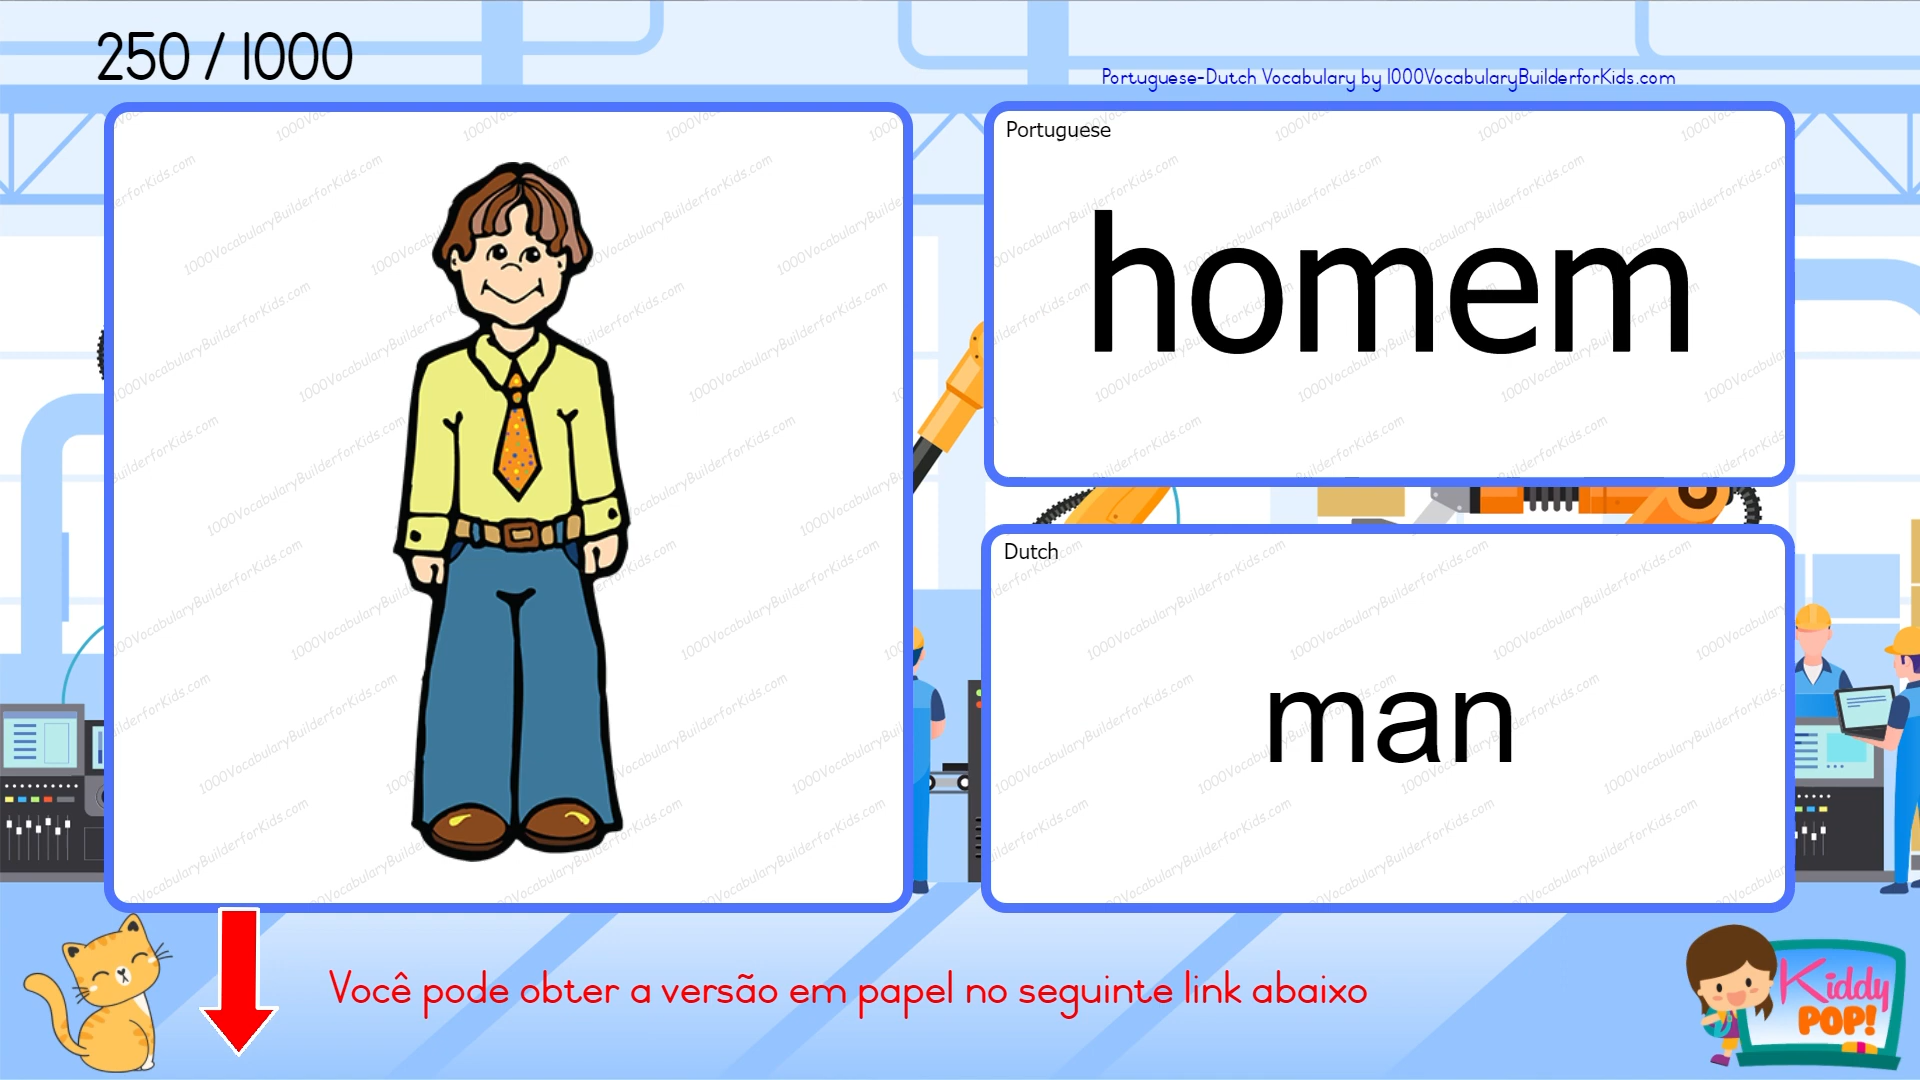 250 / 1000
Portuguese-Dutch Vocabulary by 1000VocabularyBuilderforKids.com
Portuguese
homem
Dutch
man
Você pode obter a versão em papel no seguinte link abaixo
Kiddy
POP!